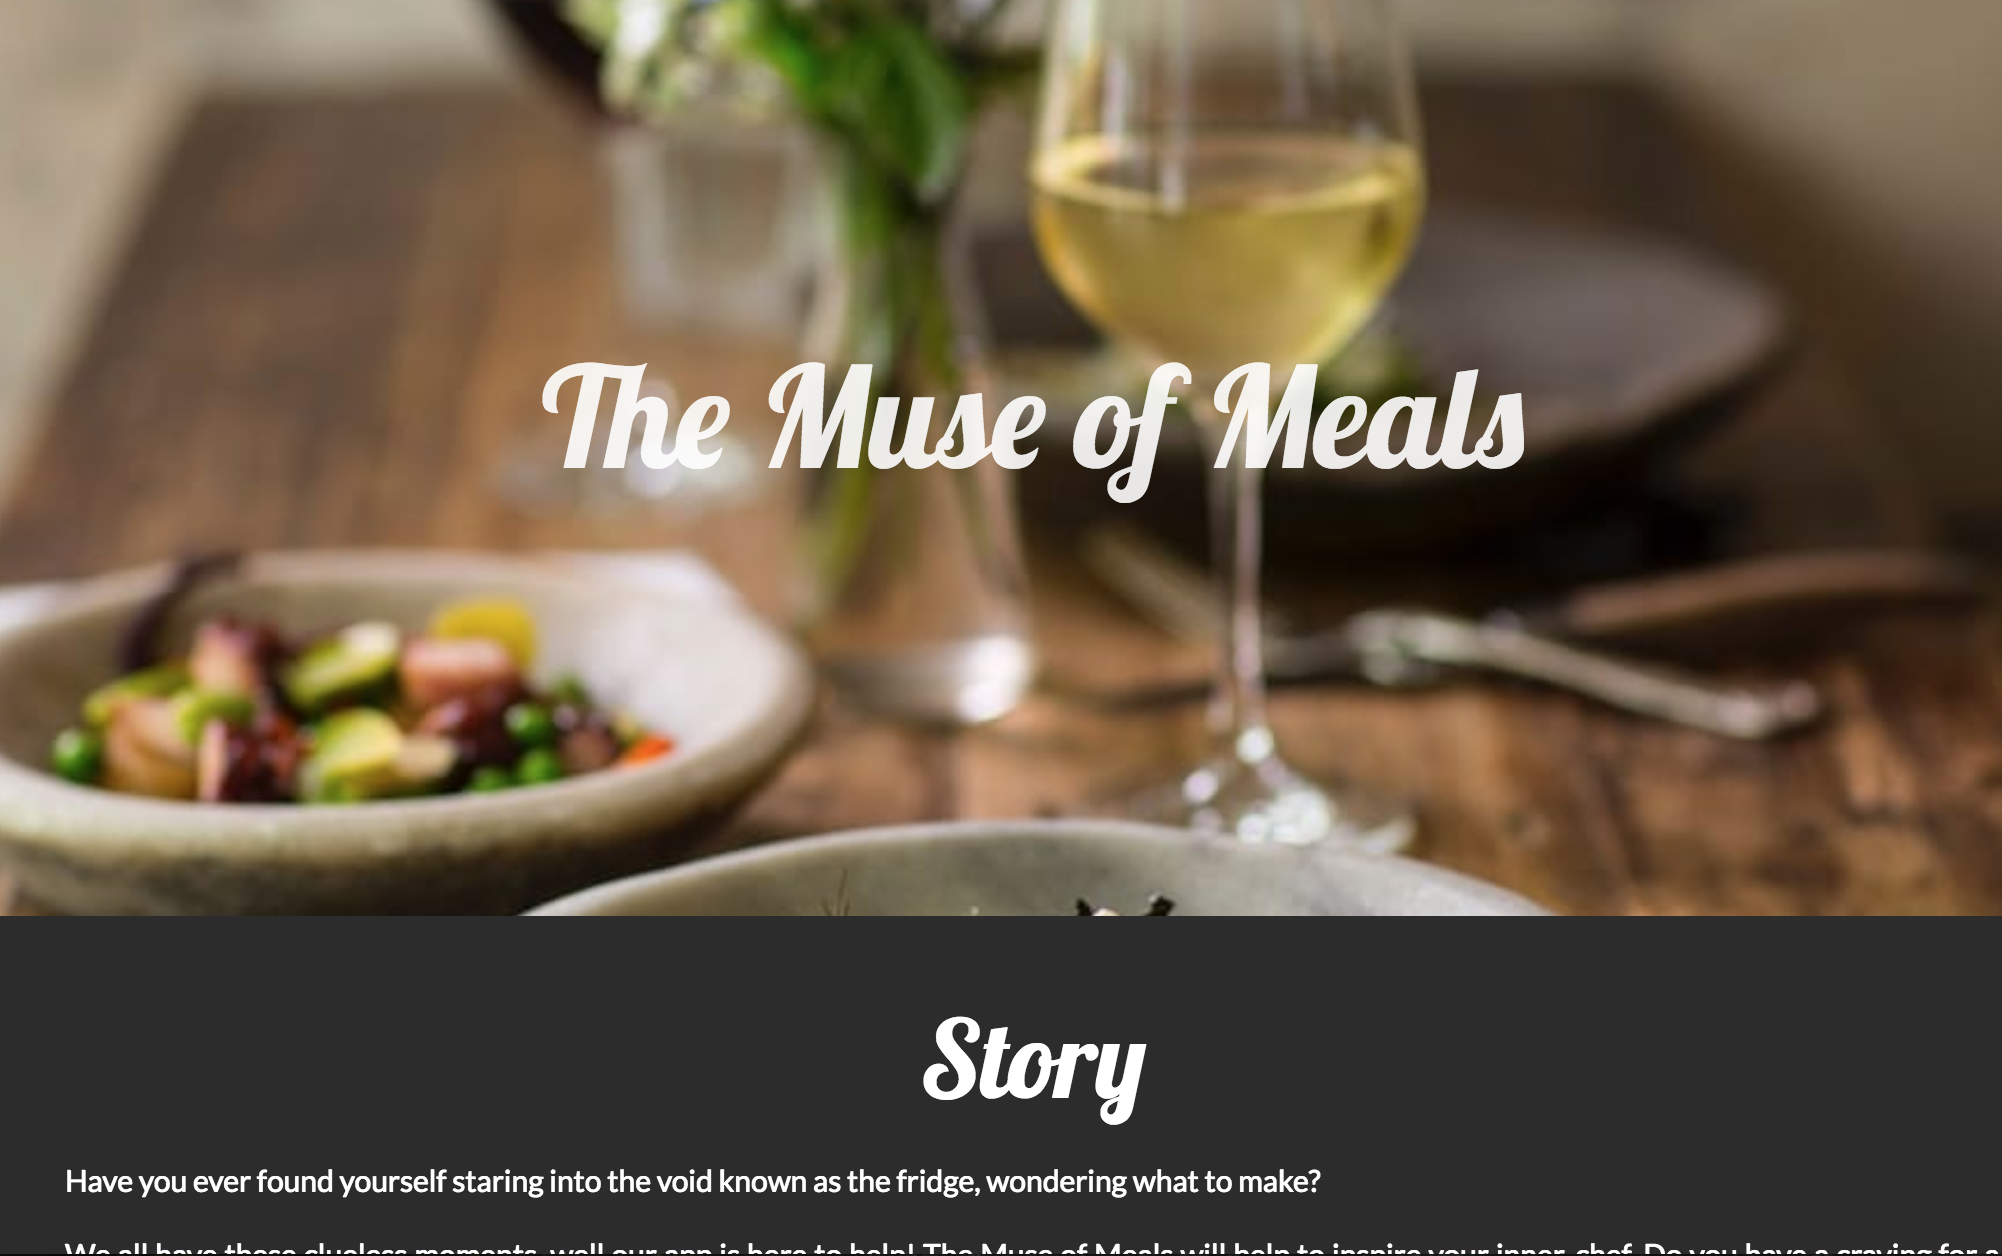 The Muse of Meals
Story
Have you ever found yourself staring into the void known as the fridge, wondering what to make?
We all have those clueless moments, well our app is here to help! The Muse of Meals will help to inspire your inner-chef. Do you have a craving for a